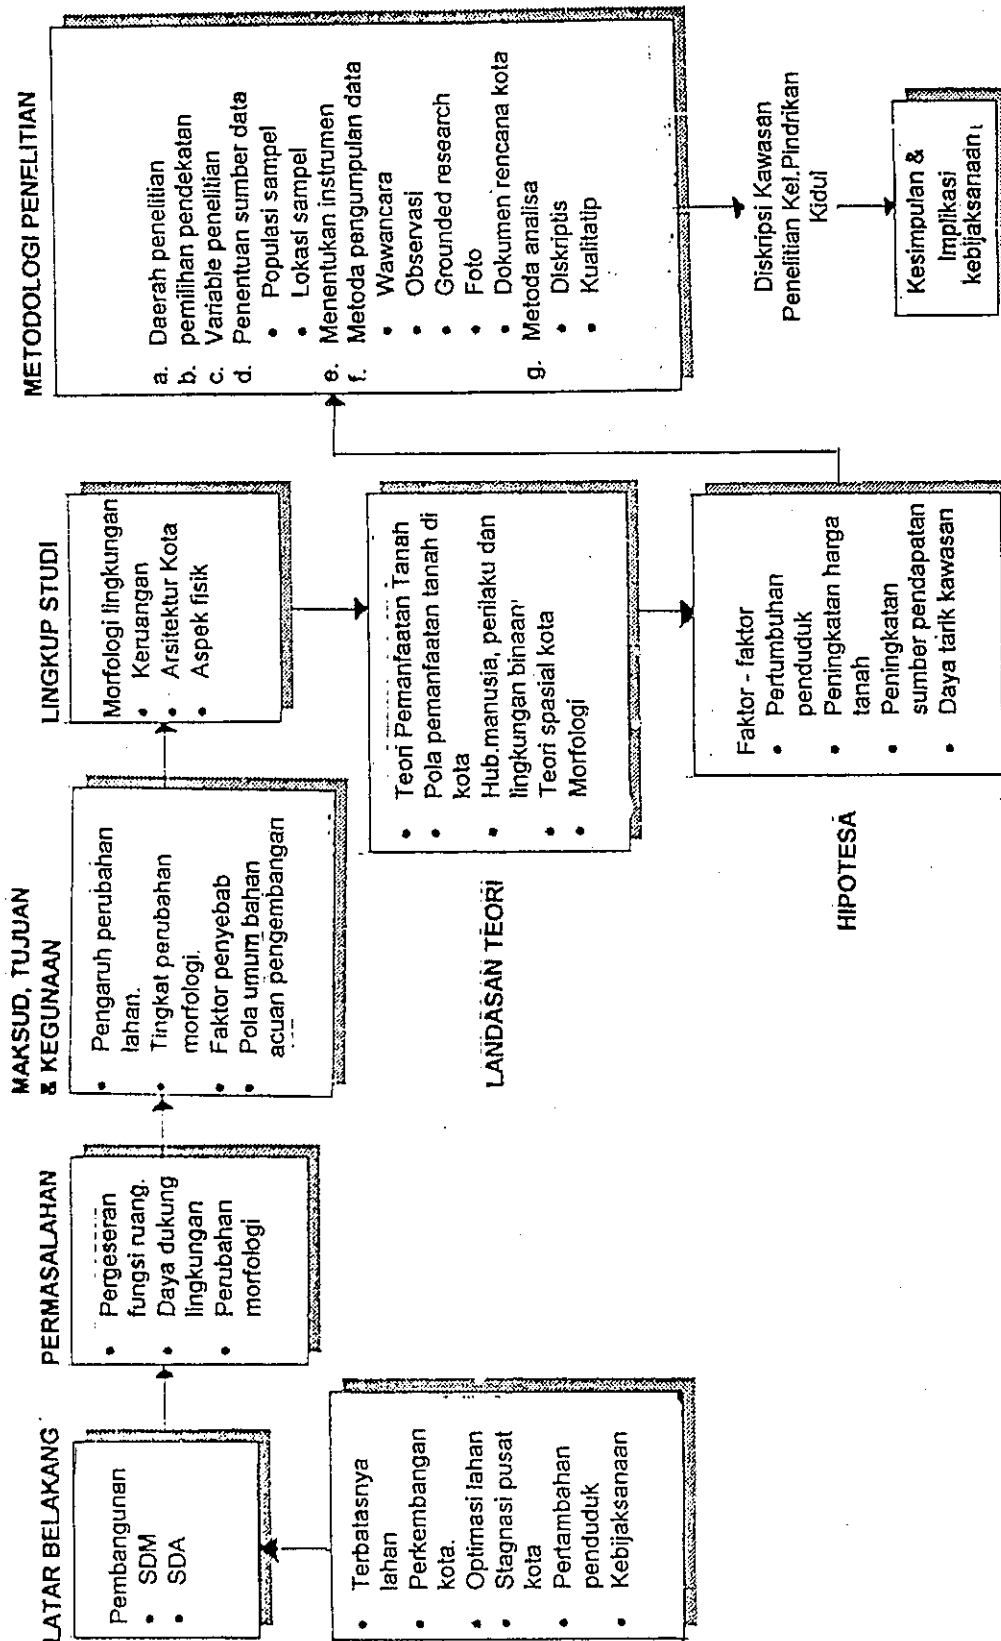 LATAR BELAKANG
Pembangunan
• SDM
• SDA
• Terbatasnya
lahan
• Perkembangan
kota.
• Optimasi lahan
• Stagnasi pusat
kota
• Pertambahan
penduduk
• Kebijaksanaan
PERMASALAHAN
• Pergeseran
fungsi ruang.
• Daya dukung
lingkungan
• Perubahan
morfologi
MAKSUD, TUJUAN
& KEGUNAAN
• Pengaruh perubahan
lahan.
• Tingkat perubahan
morfologi.
• Faktor penyebab
• Pola umum bahan
acuan pengembangan
LINGKUP STUDI
Morfologi lingkungan
• Keruangan
• Arsitektur Kota
• Aspek fisik
LANDASAN TEORI
• Teori Pemanfaatan Tanah
• Pola pemanfaatan tanah di
kota
• Hub.manusia, perilaku dan
lingkungan binaan'
• Teori spasial kota
• Morfologi
HIPOTESA
Faktor - faktor
• Pertumbuhan
penduduk
• Peningkatan harga
tanah
• Peningkatan
sumber pendapatan
• Daya tarik kawasan
METODOLOGI PENELITIAN
a. Daerah penelitian
b. pemilihan pendekatan
c. Variable penelitian
d. Penentuan sumber data
• Populasi sampel
• Lokasi sampel
e. Menentukan instrumen
f. Metoda pengumpulan data
• Wawancara
• Observasi
• Grounded research
• Foto
• Dokumen rencana kota
g. Metoda analisa
• Diskriptis
• Kualitatip
Diskripsi Kawasan
Penelitian Kel.Pindrikan
Kidul
Kesimpulan &
Implikasi
kebijaksanaan